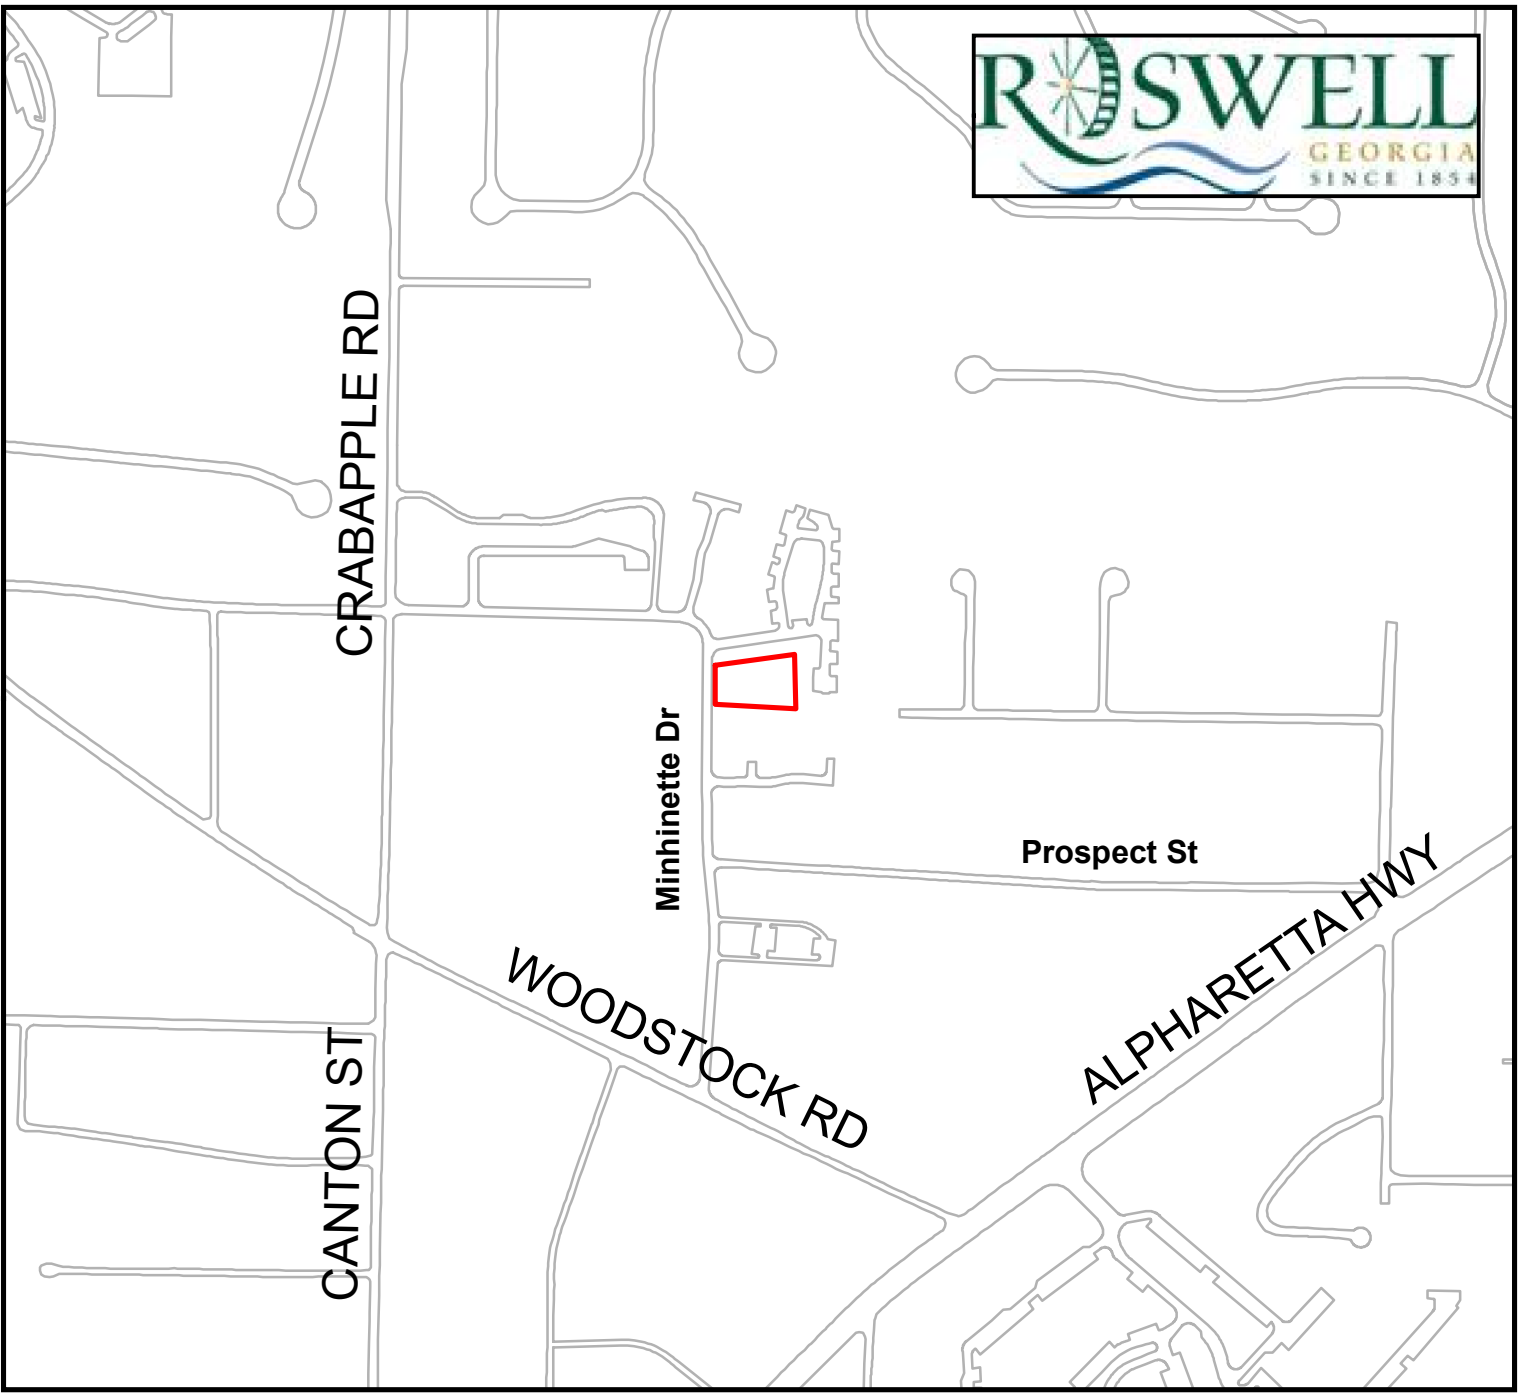 ROSWELL
GEORGIA
SINCE 1854
CRABAPPLE RD
Minhinette Dr
Prospect St
ALPHARETTA HWY
WOODSTOCK RD
CANTON ST